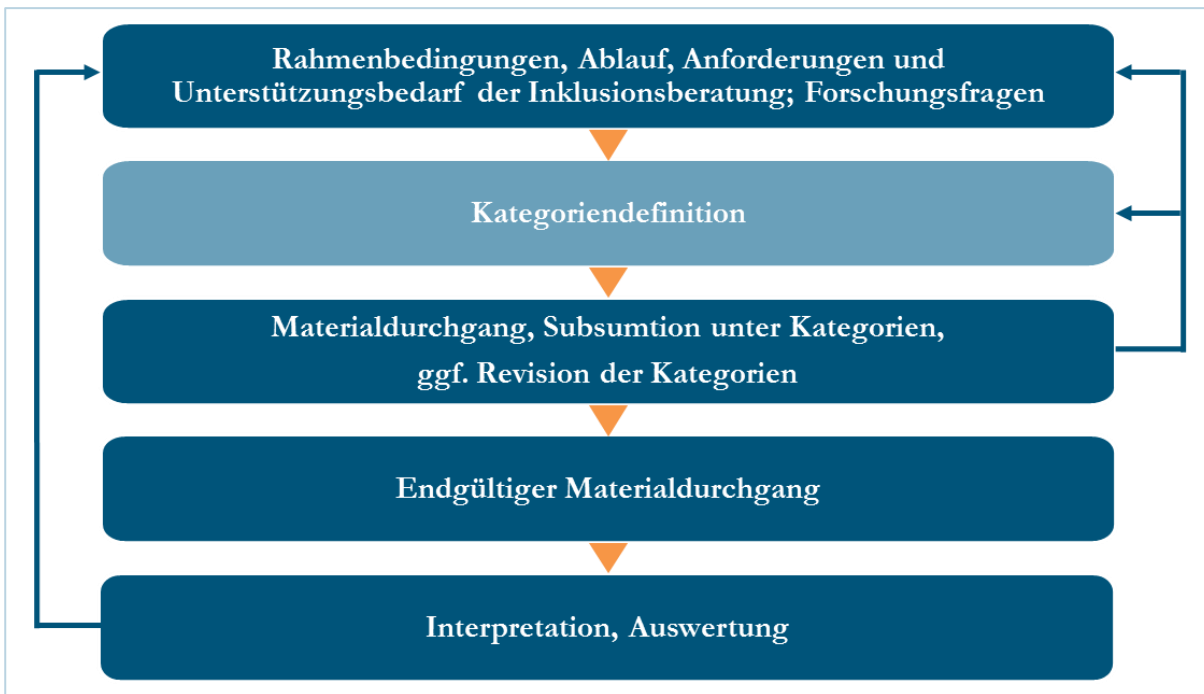 Rahmenbedingungen, Ablauf, Anforderungen und
Unterstützungsbedarf der Inklusionsberatung; Forschungsfragen
Kategoriendefinition
Materialdurchgang, Subsumtion unter Kategorien,
ggf. Revision der Kategorien
Endgültiger Materialdurchgang
Interpretation, Auswertung